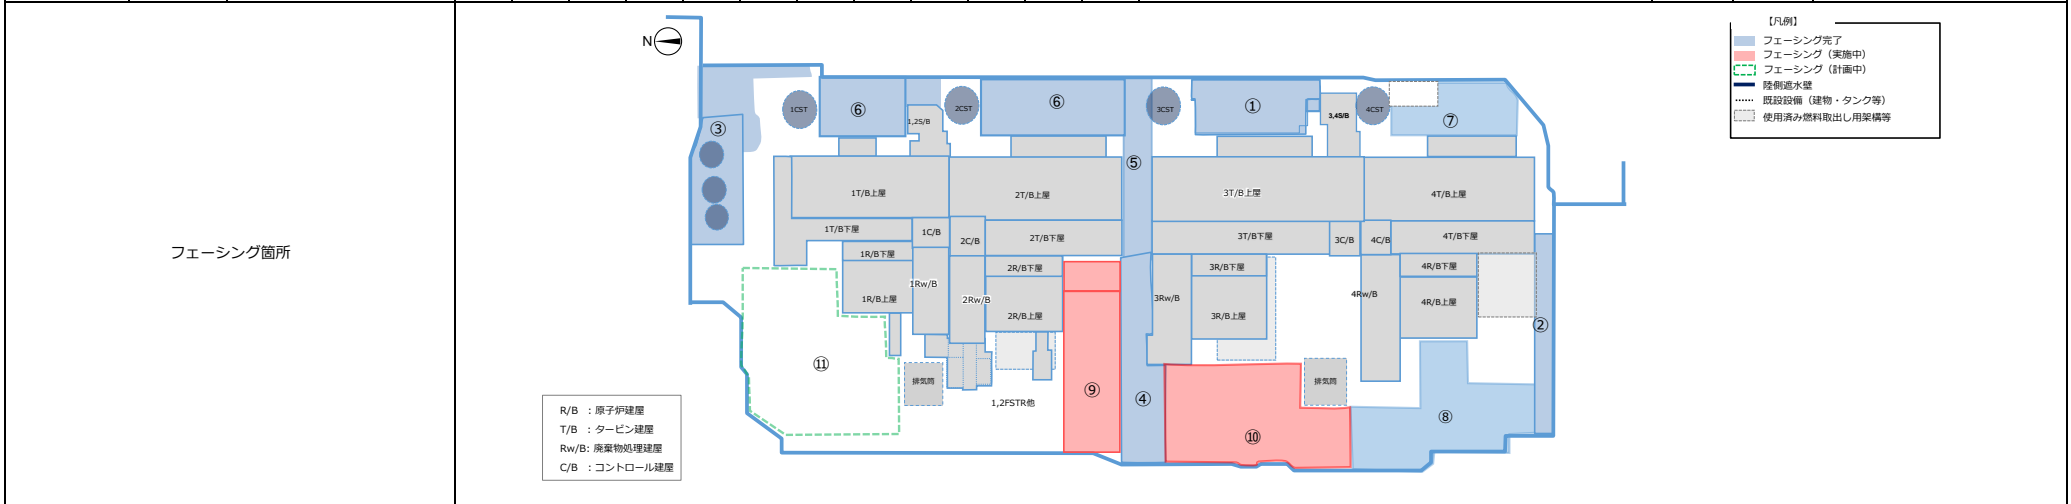 フェーシング箇所
N
【凡例】
フェーシング完了
フェーシング（実施中）
フェーシング（計画中）
陸側遮水壁
既設設備（建物・タンク等）
使用済み燃料取出し用架構等
1CST
⑥
1,2S/B
2CST
⑥
3CST
①
3,4S/B
4CST
⑦
③
⑤
1T/B上屋
2T/B上屋
3T/B上屋
4T/B上屋
1T/B下屋
1C/B
2C/B
2T/B下屋
3T/B下屋
3C/B
4C/B
4T/B下屋
1R/B下屋
2R/B下屋
3R/B下屋
4R/B下屋
1R/B上屋
1Rw/B
2Rw/B
2R/B上屋
3Rw/B
3R/B上屋
4Rw/B
4R/B上屋
②
⑪
排気筒
1,2FSTR他
⑨
④
⑩
排気筒
⑧
R/B ：原子炉建屋
T/B ：タービン建屋
Rw/B: 廃棄物処理建屋
C/B ：コントロール建屋